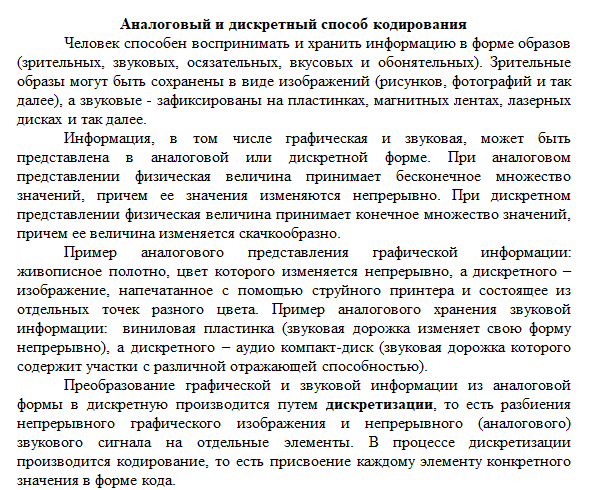 Аналоговый и дискретный способ кодирования
Человек способен воспринимать и хранить информацию в форме образов
(зрительных, звуковых, осязательных, вкусовых и обонятельных). Зрительные
образы могут быть сохранены в виде изображений (рисунков, фотографий и так
далее), а звуковые - зафиксированы на пластинках, магнитных лентах, лазерных
дисках и так далее.
Информация, в том числе графическая и звуковая, может быть
представлена в аналоговой или дискретной форме. При аналоговом
представлении физическая величина принимает бесконечное множество
значений, причем ее значения изменяются непрерывно. При дискретном
представлении физическая величина принимает конечное множество значений,
причем ее величина изменяется скачкообразно.
Пример аналогового представления графической информации:
живописное полотно, цвет которого изменяется непрерывно, а дискретного –
изображение, напечатанное с помощью струйного принтера и состоящее из
отдельных точек разного цвета. Пример аналогового хранения звуковой
информации: виниловая пластинка (звуковая дорожка изменяет свою форму
непрерывно), а дискретного – аудио компакт-диск (звуковая дорожка которого
содержит участки с различной отражающей способностью).
Преобразование графической и звуковой информации из аналоговой
формы в дискретную производится путем дискретизации, то есть разбиения
непрерывного графического изображения и непрерывного (аналогового)
звукового сигнала на отдельные элементы. В процессе дискретизации
производится кодирование, то есть присвоение каждому элементу конкретного
значения в форме кода.